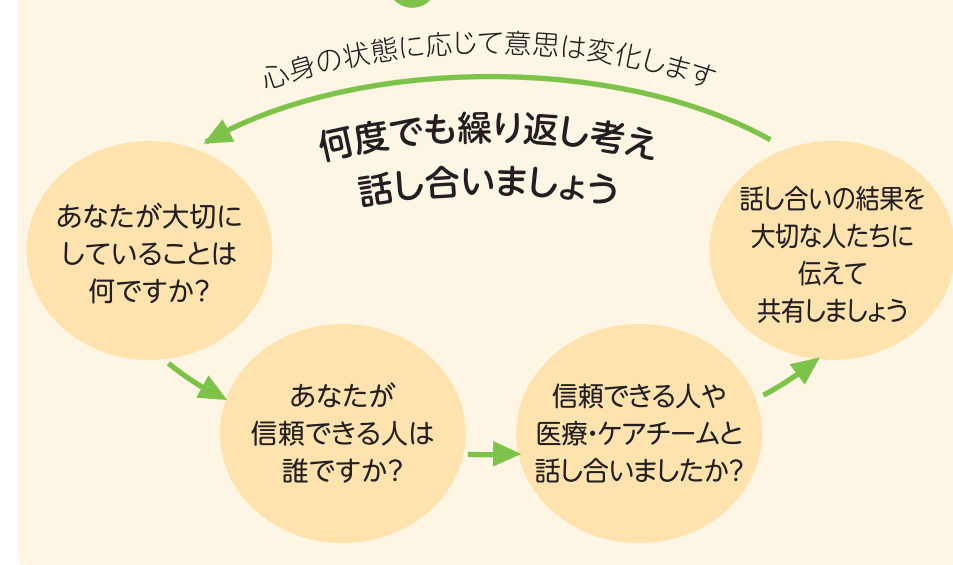 心身の状態に応じて意思は変化します
何度でも繰り返し考え
話し合いましょう
あなたが大切に
していることは
何ですか?
あなたが
信頼できる人は
誰ですか?
信頼できる人や
医療・ケアチームと
話し合いましたか?
話し合いの結果を
大切な人たちに
伝えて
共有しましょう